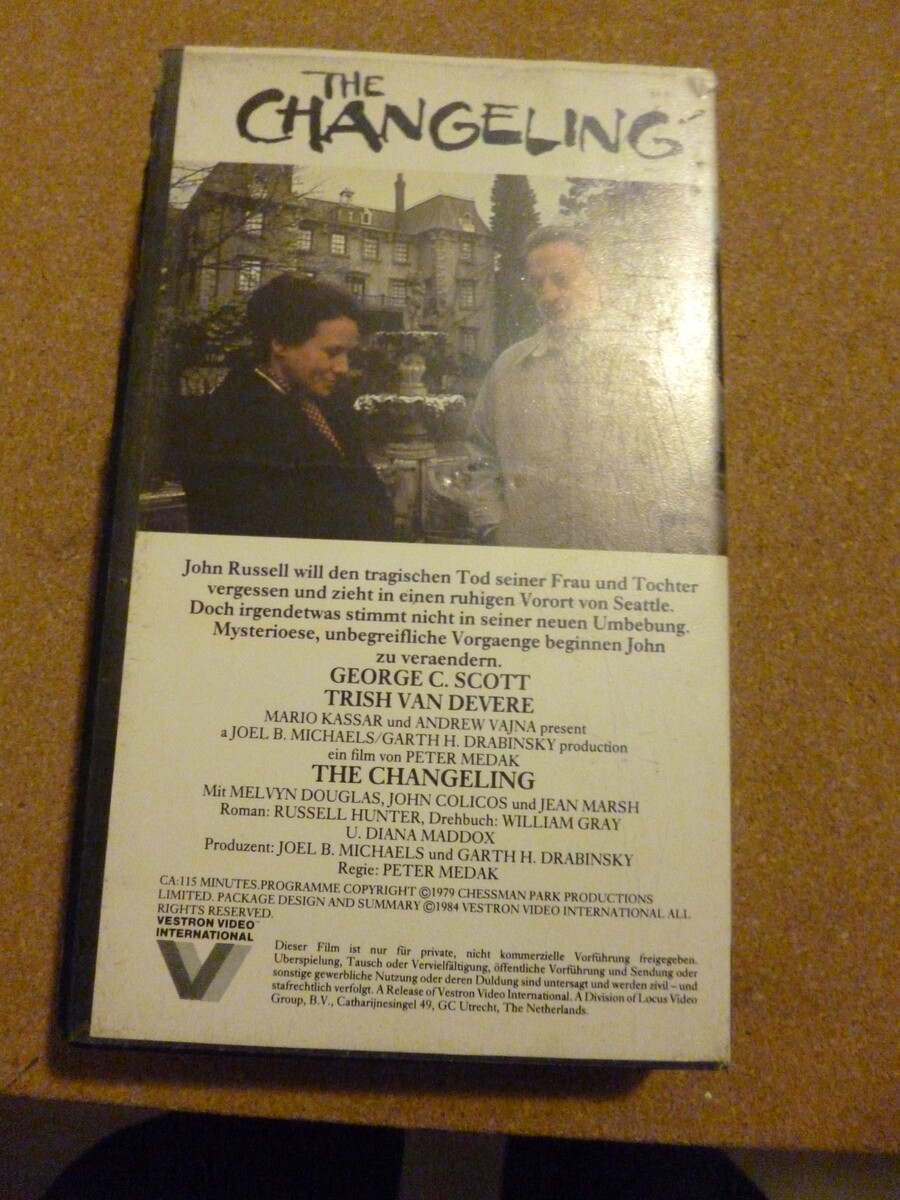 THE
CHANGELING
John Russell will den tragischen Tod seiner Frau und Tochter
vergessen und zieht in einen ruhigen Vorort von Seattle.
Doch irgendetwas stimmt nicht in seiner neuen Umbebung.
Mysterioese, unbegreifliche Vorgaenge beginnen John
zu veraendern.
GEORGE C. SCOTT
TRISH VAN DEVERE
MARIO KASSAR und ANDREW VAJNA present
a JOEL B. MICHAELS/GARTH H. DRABINSKY production
ein film von PETER MEDAK
THE CHANGELING
Mit MELVYN DOUGLAS, JOHN COLICOS und JEAN MARSH
Roman: RUSSELL HUNTER, Drehbuch: WILLIAM GRAY
U. DIANA MADDOX
Produzent: JOEL B. MICHAELS und GARTH H. DRABINSKY
Regie: PETER MEDAK
CA:115 MINUTES.PROGRAMME COPYRIGHT ©1979 CHESSMAN PARK PRODUCTIONS
LIMITED. PACKAGE DESIGN AND SUMMARY ©1984 VESTRON VIDEO INTERNATIONAL ALL
RIGHTS RESERVED.
VESTRON VIDEO™
INTERNATIONAL
Dieser Film ist nur für private, nicht kommerzielle Vorführung freigegeben.
Uberspielung, Tausch oder Vervielfältigung, öffentliche Vorführung und Sendung oder
sonstige gewerbliche Nutzung oder deren Duldung sind untersagt und werden zivil – und
stafrechtlich verfolgt. A Release of Vestron Video International. A Division of Locus Video
Group, B.V., Catharijnesingel 49, GC Utrecht, The Netherlands.